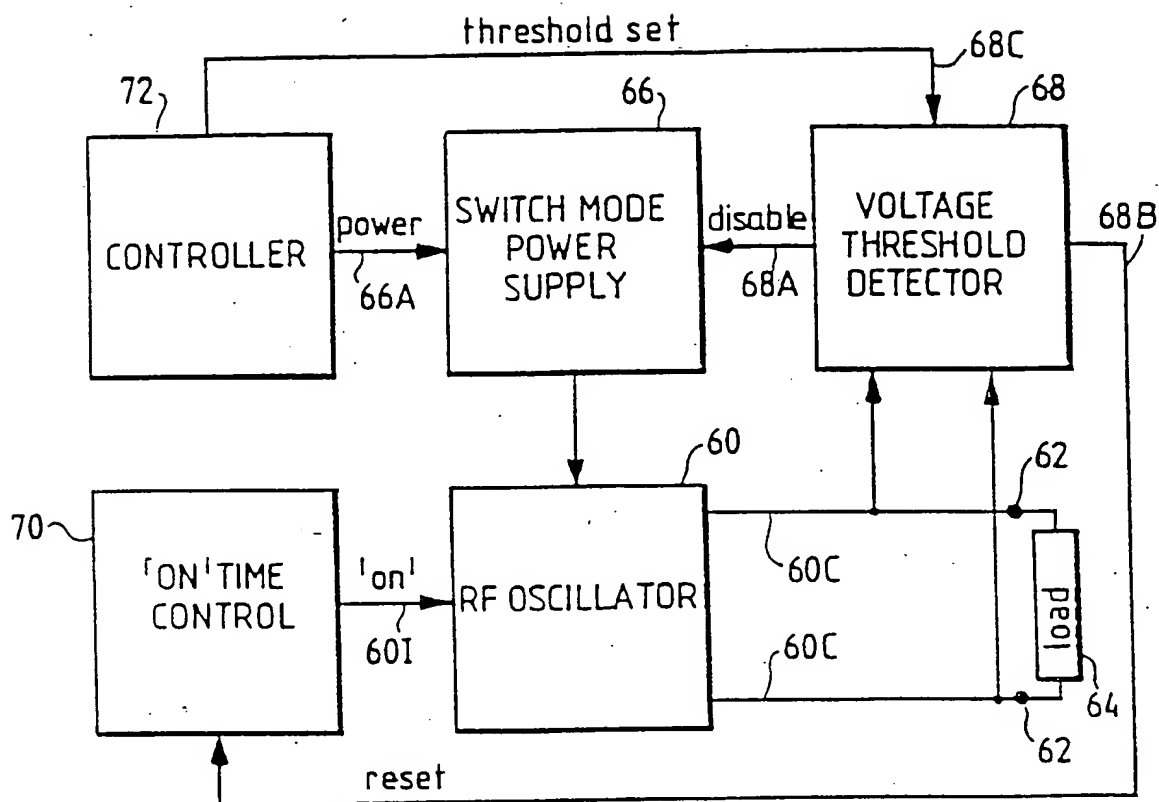 threshold set
68C
72
66
68
CONTROLLER
power
66A
SWITCH MODE
POWER
SUPPLY
disable
68A
VOLTAGE
THRESHOLD
DETECTOR
68B
60
62
70
'ON' TIME
CONTROL
'on'
60I
RF OSCILLATOR
60C
60C
load
64
62
reset